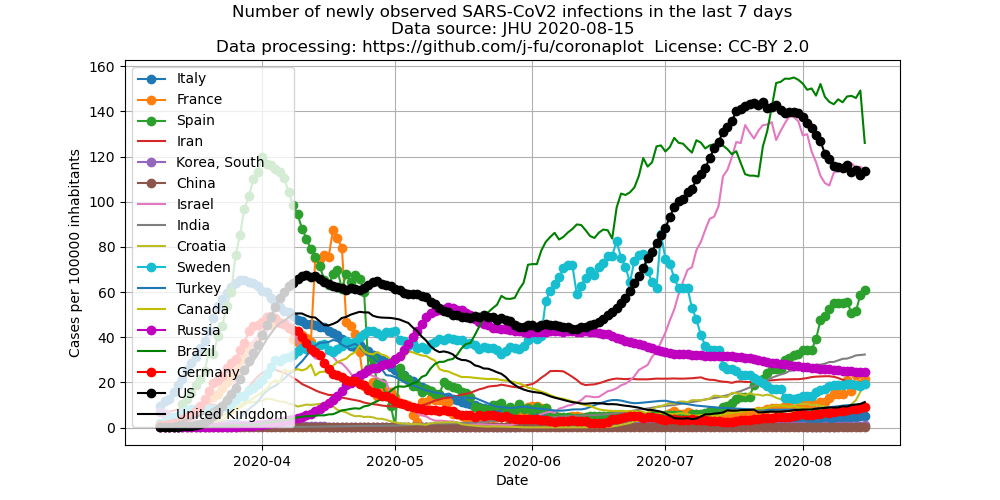 Number of newly observed SARS-CoV2 infections in the last 7 days
Data source: JHU 2020-08-15
Data processing: https://github.com/j-fu/coronaplot License: CC-BY 2.0
160
140
120
100
80
60
40
20
0
Cases per 100000 inhabitants
Italy
France
Spain
Iran
Korea, South
China
Israel
India
Croatia
Sweden
Turkey
Canada
Russia
Brazil
Germany
US
United Kingdom
2020-04 2020-05 2020-06 2020-07 2020-08
Date